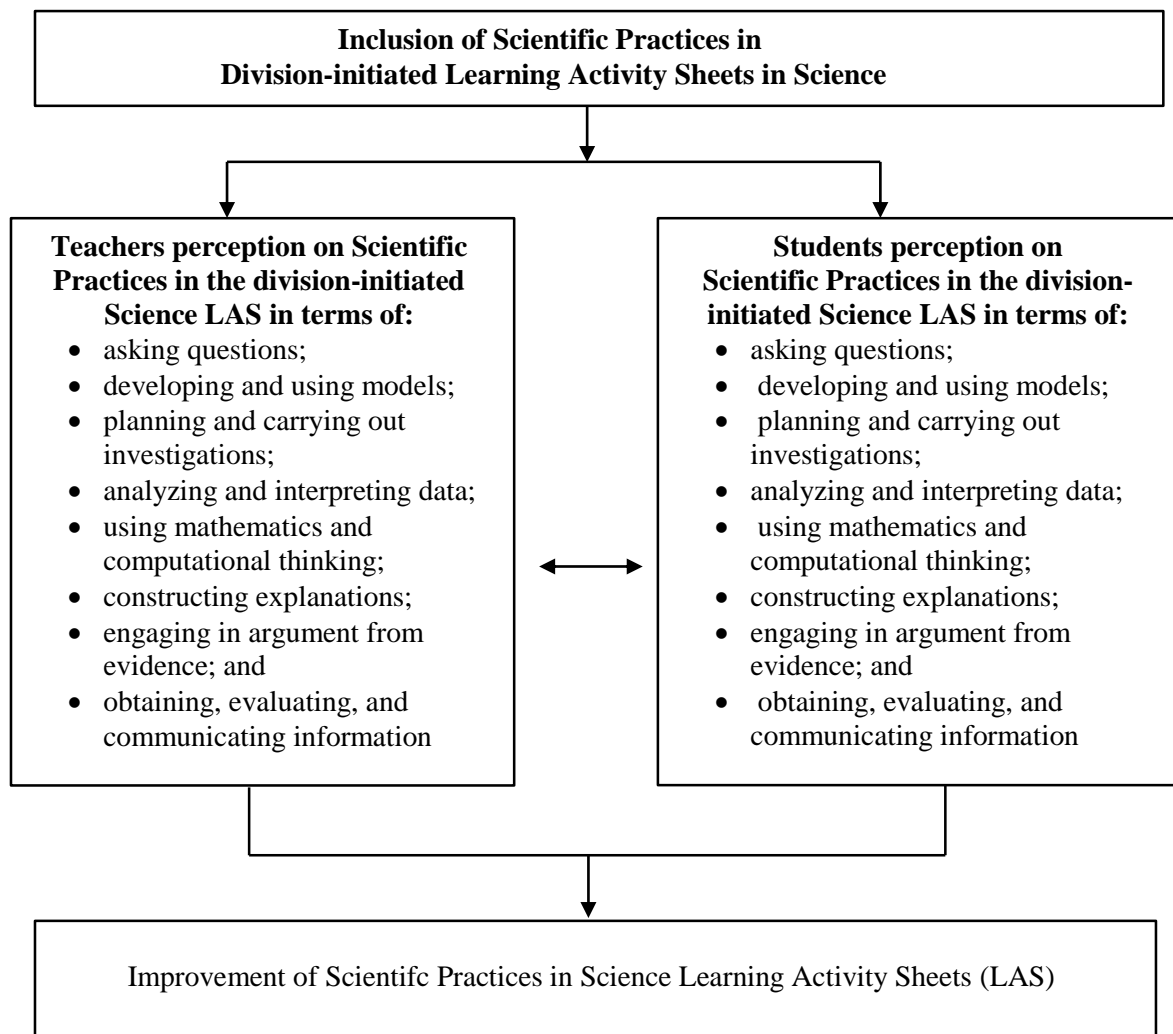 Inclusion of Scientific Practices in
Division-initiated Learning Activity Sheets in Science
Teachers perception on Scientific
Practices in the division-initiated
Science LAS in terms of:
• asking questions;
• developing and using models;
• planning and carrying out
investigations;
• analyzing and interpreting data;
• using mathematics and
computational thinking;
• constructing explanations;
• engaging in argument from
evidence; and
• obtaining, evaluating, and
communicating information
Students perception on
Scientific Practices in the division-
initiated Science LAS in terms of:
• asking questions;
• developing and using models;
• planning and carrying out
investigations;
• analyzing and interpreting data;
• using mathematics and
computational thinking;
• constructing explanations;
• engaging in argument from
evidence; and
• obtaining, evaluating, and
communicating information
Improvement of Scientifc Practices in Science Learning Activity Sheets (LAS)